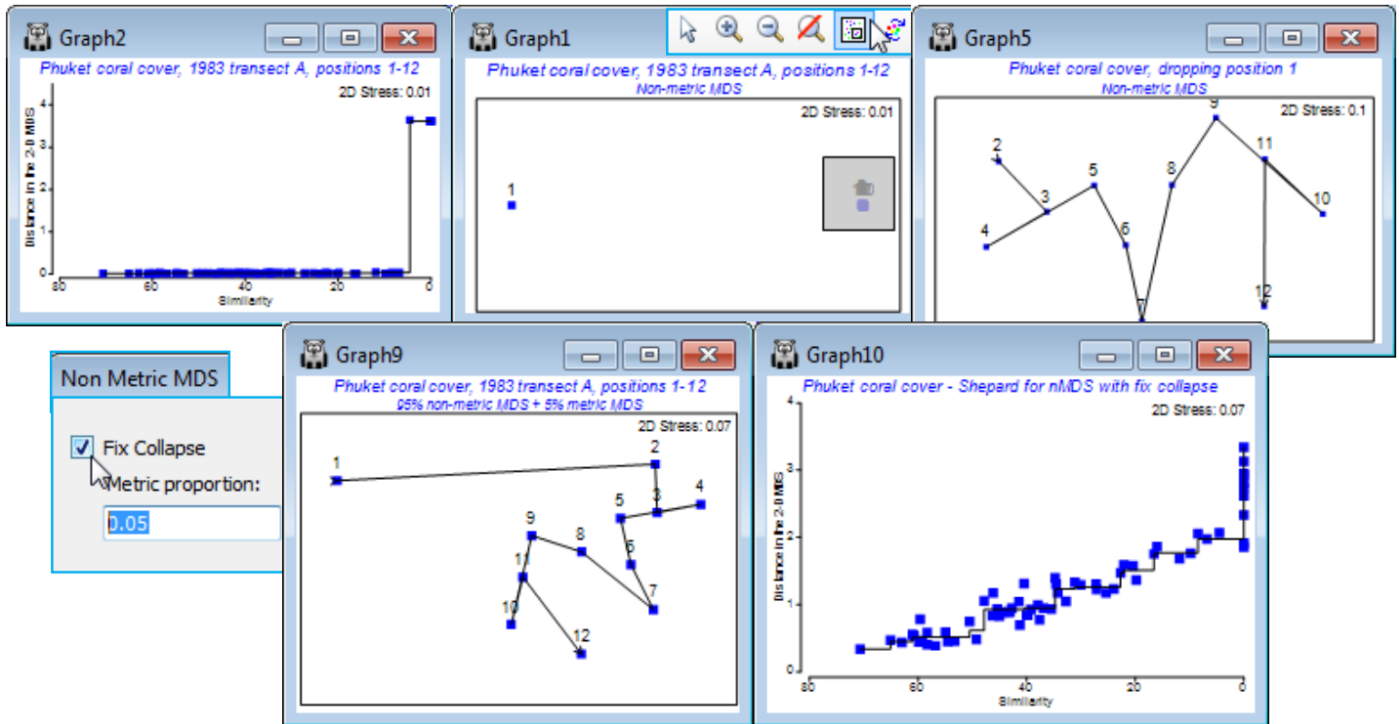 Graph2
Phuket coral cover, 1983 transect A, positions 1-12
2D Stress: 0.01
Distance in the 2-D MDS
4
3
2
1
0
80
60
40
20
0
Similarity
Graph1
Phuket coral cover, 1983 transect A, positions 1-12
Non-metric MDS
2D Stress: 0.01
1
Graph5
Phuket coral cover, dropping position 1
Non-metric MDS
2D Stress: 0.1
9
11
2
5
8
3
10
4
6
12
7
Non Metric MDS
Fix Collapse
Metric proportion:
0.05
Graph9
Phuket coral cover, 1983 transect A, positions 1-12
95% non-metric MDS + 5% metric MDS
2D Stress: 0.07
2
1
4
3
5
9
8
6
11
7
10
12
Graph10
Phuket coral cover - Shepard for nMDS with fix collapse
2D Stress: 0.07
Distance in the 2-D MDS
4
3
2
1
0
80
60
40
20
0
Similarity